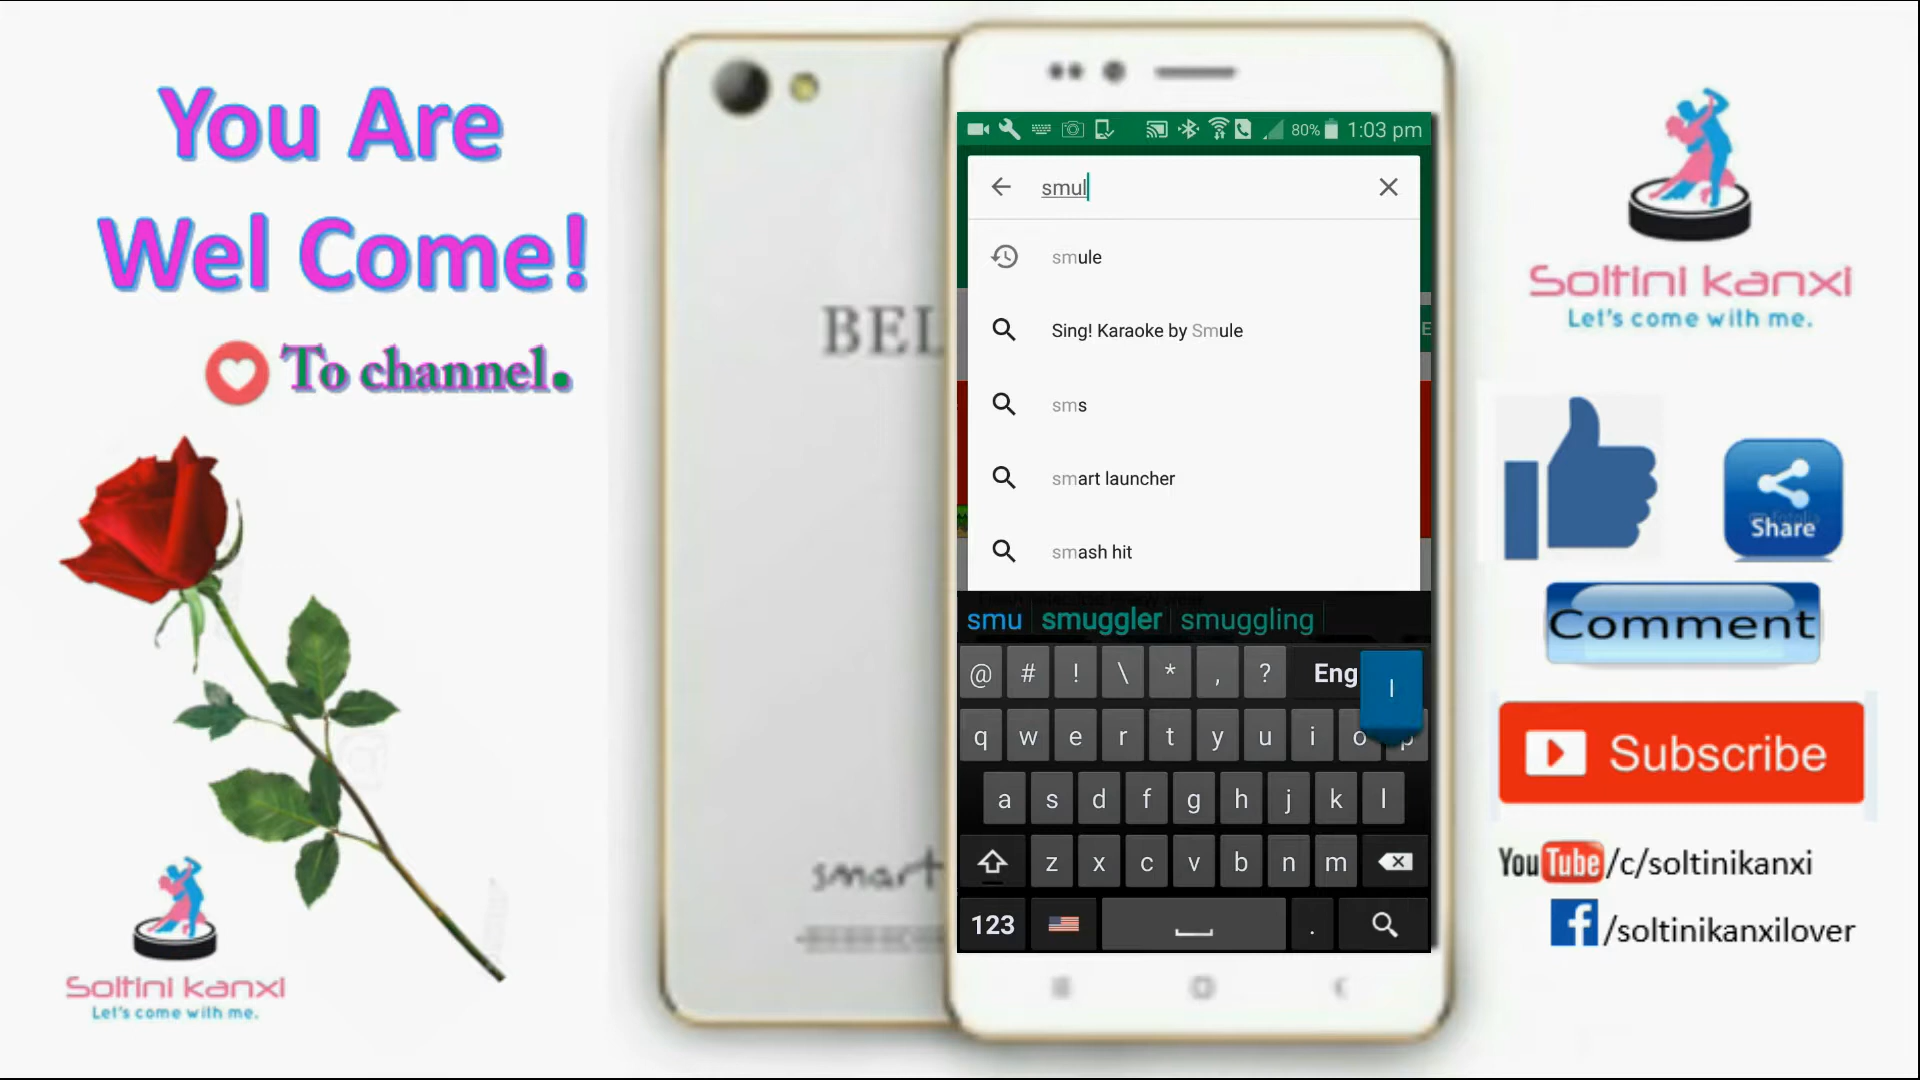 You Are
Wel Come!
To channel.
Soltini kanxi
Let's come with me.
BEL
smart
80% 1:03 pm
smul
smule
Sing! Karaoke by Smule
sms
smart launcher
smash hit
smu smuggler smuggling
@ # ! \ * , ? Eng l
q w e r t y u i o p
a s d f g h j k l
z x c v b n m
123 .
Soltini kanxi
Let's come with me.
Share
Comment
Subscribe
YouTube/c/soltinikanxi
f/soltinikanxilover